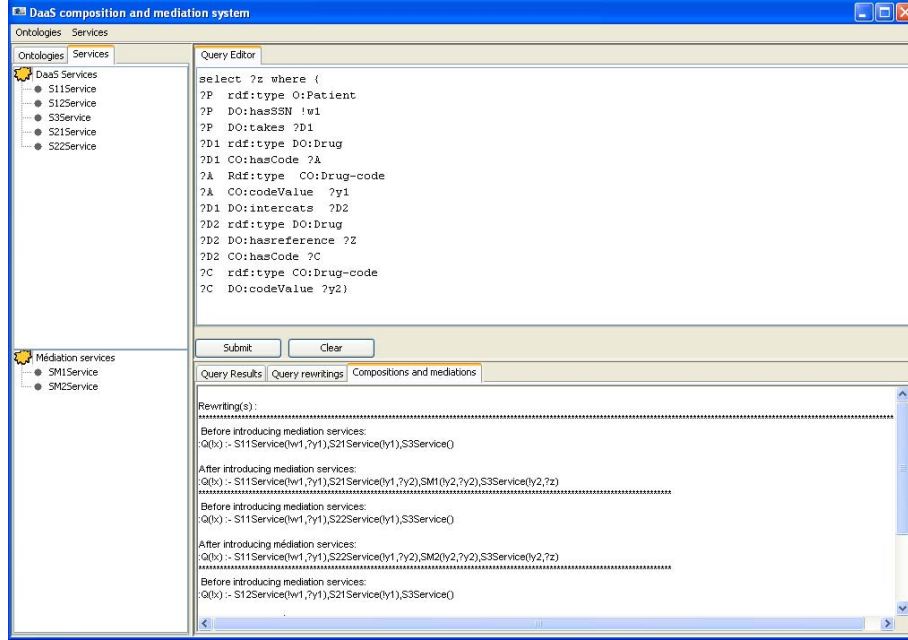 DaaS composition and mediation system
Ontologies Services
Ontologies Services
DaaS Services
S11Service
S12Service
S3Service
S21Service
S22Service
Médiation services
SM1Service
SM2Service
Query Editor
select ?z where {
?P rdf:type O:Patient
?P DO:hasSSN !w1
?P DO:takes ?D1
?D1 rdf:type DO:Drug
?D1 CO:hasCode ?A
?A Rdf:type CO:Drug-code
?A CO:codeValue ?y1
?D1 DO:intercats ?D2
?D2 rdf:type DO:Drug
?D2 DO:hasreference ?Z
?D2 CO:hasCode ?C
?C rdf:type CO:Drug-code
?C DO:codeValue ?y2}
Submit Clear
Query Results Query rewritings Compositions and mediations
Rewriting(s) :
Before introducing mediation services:
:Q(!x) :- S11Service(!w1,?y1),S21Service(!y1),S3Service()
After introducing médiation services:
:Q(!x) :- S11Service(!w1,?y1),S21Service(!y1,?y2),SM1(!y2,?y2),S3Service(!y2,?z)
Before introducing mediation services:
:Q(!x) :- S11Service(!w1,?y1),S22Service(!y1),S3Service()
After introducing médiation services:
:Q(!x) :- S11Service(!w1,?y1),S22Service(!y1,?y2),SM2(!y2,?y2),S3Service(!y2,?z)
Before introducing mediation services:
:Q(!x) :- S12Service(!w1,?y1),S21Service(!y1),S3Service()